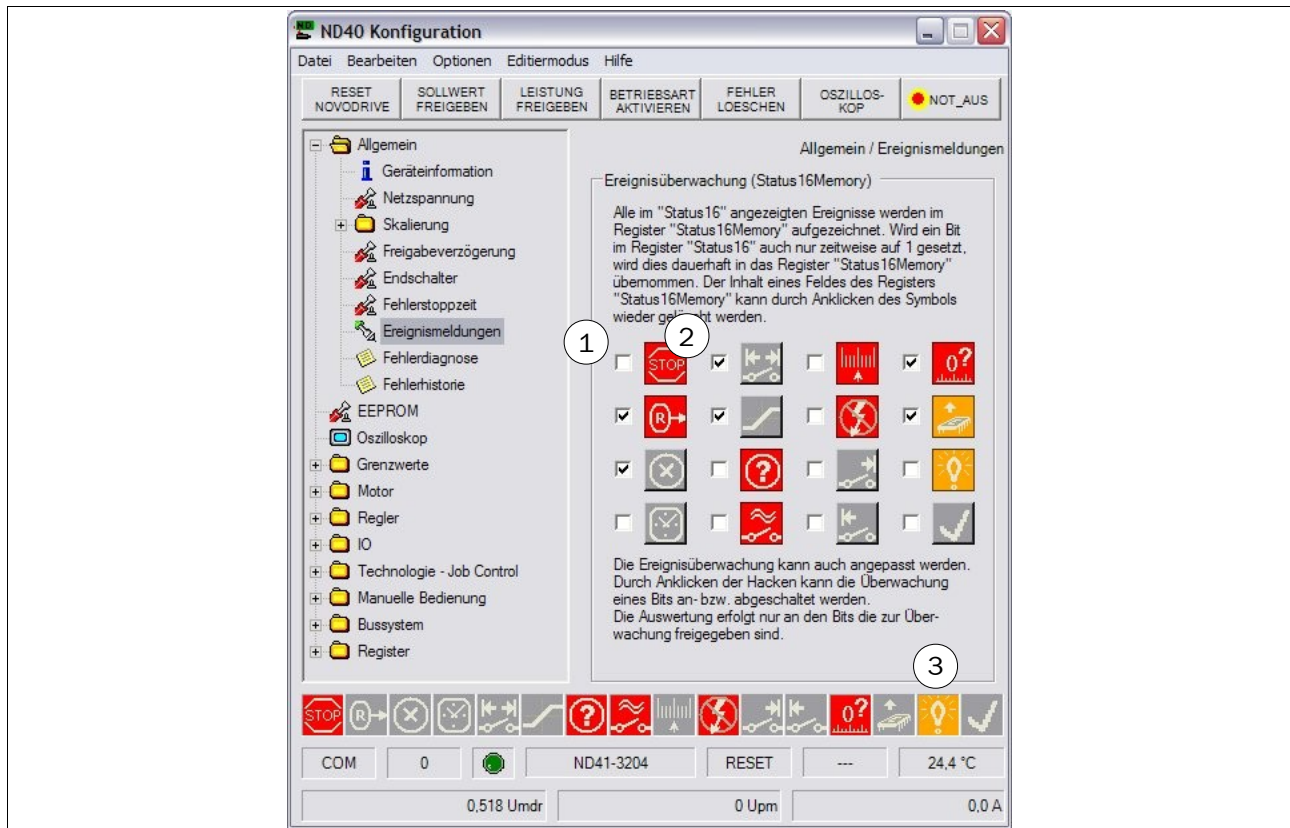 ND40 Konfiguration
Datei Bearbeiten Optionen Editiermodus Hilfe
RESET NOVODRIVE
SOLLWERT FREIGEBEN
LEISTUNG FREIGEBEN
BETRIEBSART AKTIVIEREN
FEHLER LOESCHEN
OSZILLOS-KOP
NOT_AUS
Allgemein
Geräteinformation
Netzspannung
Skalierung
Freigabeverzögerung
Endschalter
Fehlerstoppzeit
Ereignismeldungen
Fehlerdiagnose
Fehlerhistorie
EEPROM
Oszilloskop
Grenzwerte
Motor
Regler
IO
Technologie - Job Control
Manuelle Bedienung
Bussystem
Register
Allgemein / Ereignismeldungen
Ereignisüberwachung (Status16Memory)
Alle im "Status16" angezeigten Ereignisse werden im
Register "Status16Memory" aufgezeichnet. Wird ein Bit
im Register "Status16" auch nur zeitweise auf 1 gesetzt,
wird dies dauerhaft in das Register "Status16Memory"
übernommen. Der Inhalt eines Feldes des Registers
"Status16Memory" kann durch Anklicken des Symbols
wieder gelöscht werden.
1
2
STOP
0?
R
?
Die Ereignisüberwachung kann auch angepasst werden.
Durch Anklicken der Hacken kann die Überwachung
eines Bits an- bzw. abgeschaltet werden.
Die Auswertung erfolgt nur an den Bits die zur Über-
wachung freigegeben sind.
3
STOP R ? 0?
COM 0 ND41-3204 RESET --- 24,4 °C
0,518 Umdr 0 Upm 0,0 A